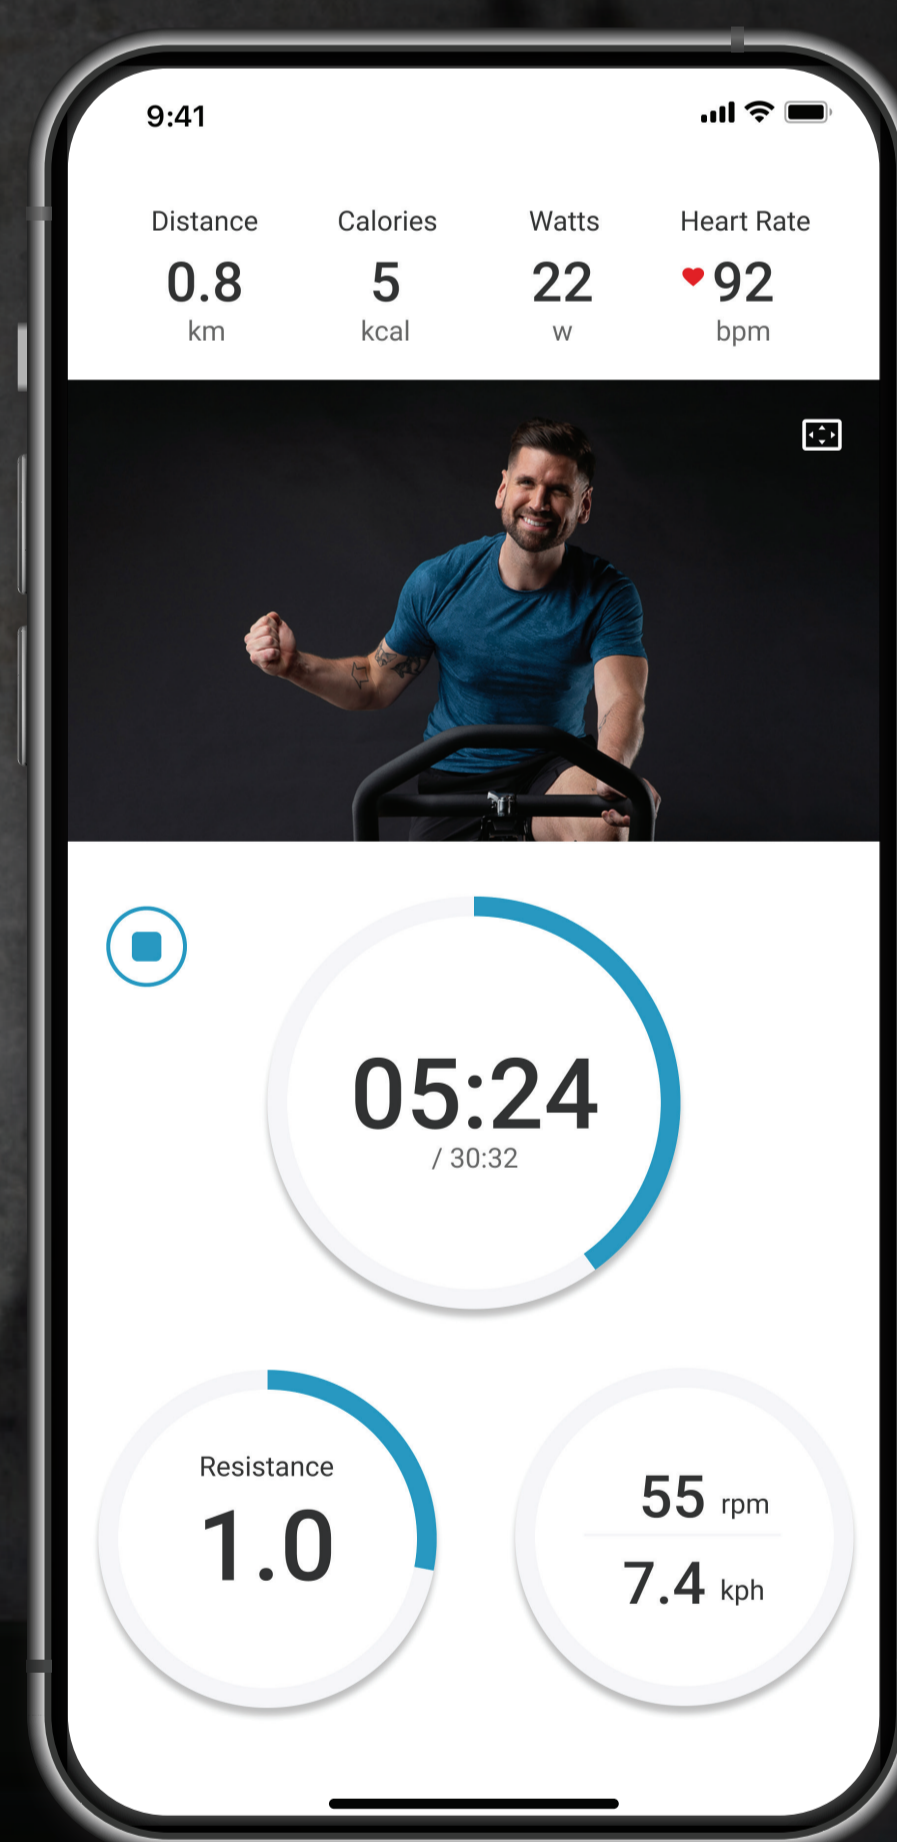 9:41
Distance Calories Watts Heart Rate
0.8 5 22 92
km kcal w bpm
05:24
/ 30:32
Resistance
1.0
55 rpm
7.4 kph